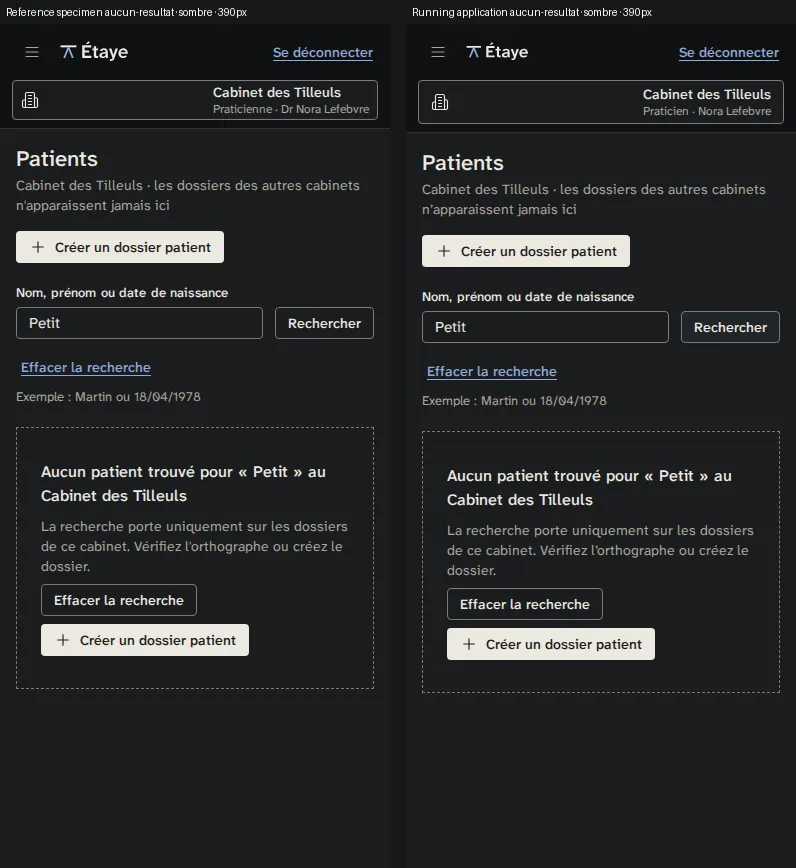 Reference specimen aucun-resultat·sombre·390px
Étaye
Se déconnecter
Cabinet des Tilleuls
Praticienne · Dr Nora Lefebvre
Patients
Cabinet des Tilleuls · les dossiers des autres cabinets
n'apparaissent jamais ici
Créer un dossier patient
Nom, prénom ou date de naissance
Petit
Rechercher
Effacer la recherche
Exemple : Martin ou 18/04/1978
Aucun patient trouvé pour « Petit » au
Cabinet des Tilleuls
La recherche porte uniquement sur les dossiers
de ce cabinet. Vérifiez l'orthographe ou créez le
dossier.
Effacer la recherche
Créer un dossier patient
Running application aucun-resultat·sombre·390px
Étaye
Se déconnecter
Cabinet des Tilleuls
Praticien · Nora Lefebvre
Patients
Cabinet des Tilleuls · les dossiers des autres cabinets
n’apparaissent jamais ici
Créer un dossier patient
Nom, prénom ou date de naissance
Petit
Rechercher
Effacer la recherche
Exemple : Martin ou 18/04/1978
Aucun patient trouvé pour « Petit » au
Cabinet des Tilleuls
La recherche porte uniquement sur les dossiers
de ce cabinet. Vérifiez l’orthographe ou créez le
dossier.
Effacer la recherche
Créer un dossier patient